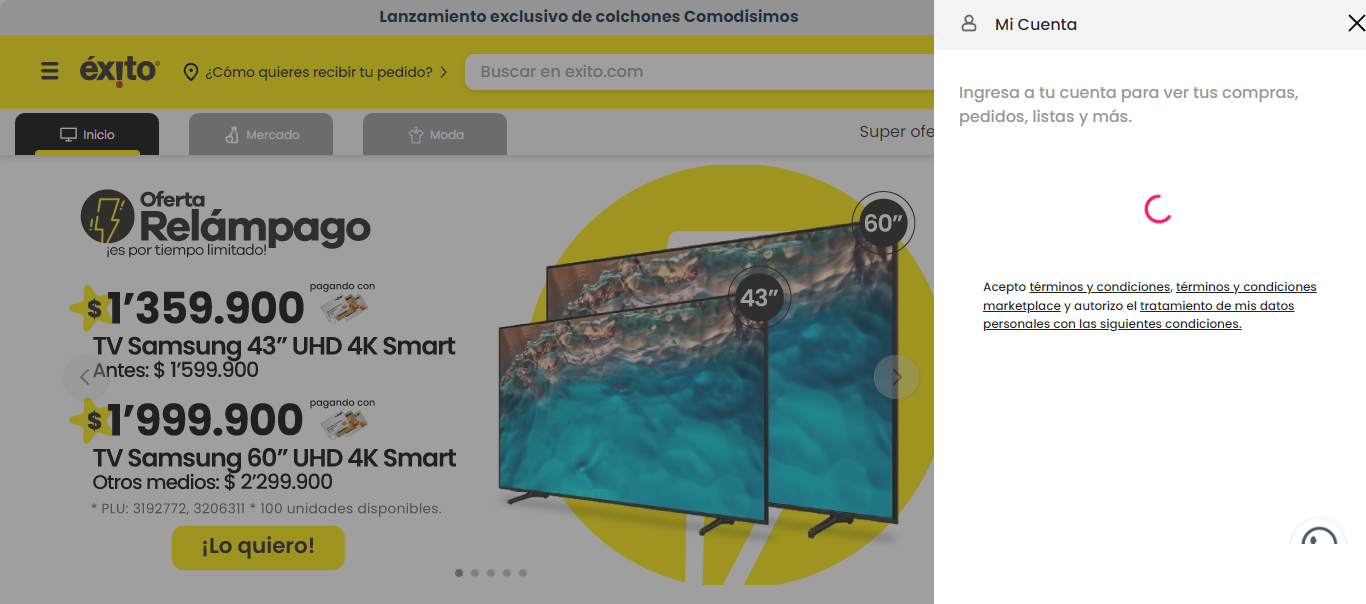 Lanzamiento exclusivo de colchones Comodisimos
éxito
¿Cómo quieres recibir tu pedido?
Buscar en exito.com
Inicio
Mercado
Moda
Super ofe
Oferta
Relámpago
¡es por tiempo limitado!
$1'359.900
pagando con
TV Samsung 43” UHD 4K Smart
Antes: $ 1'599.900
$1'999.900
pagando con
TV Samsung 60” UHD 4K Smart
Otros medios: $ 2'299.900
* PLU: 3192772, 3206311 * 100 unidades disponibles.
¡Lo quiero!
60”
43”
Mi Cuenta
Ingresa a tu cuenta para ver tus compras,
pedidos, listas y más.
Acepto términos y condiciones, términos y condiciones
marketplace y autorizo el tratamiento de mis datos
personales con las siguientes condiciones.